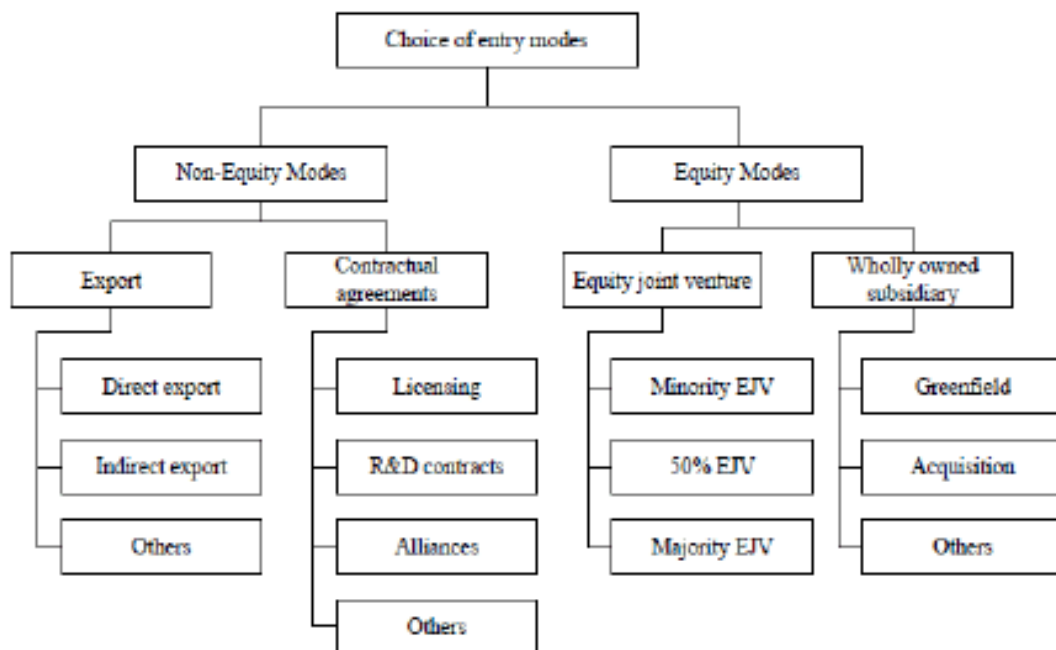 Choice of entry modes
Non-Equity Modes
Equity Modes
Export
Contractual
agreements
Equity joint venture
Wholly owned
subsidiary
Direct export
Licensing
Minority EJV
Greenfield
Indirect export
R&D contracts
50% EJV
Acquisition
Others
Alliances
Majority EJV
Others
Others